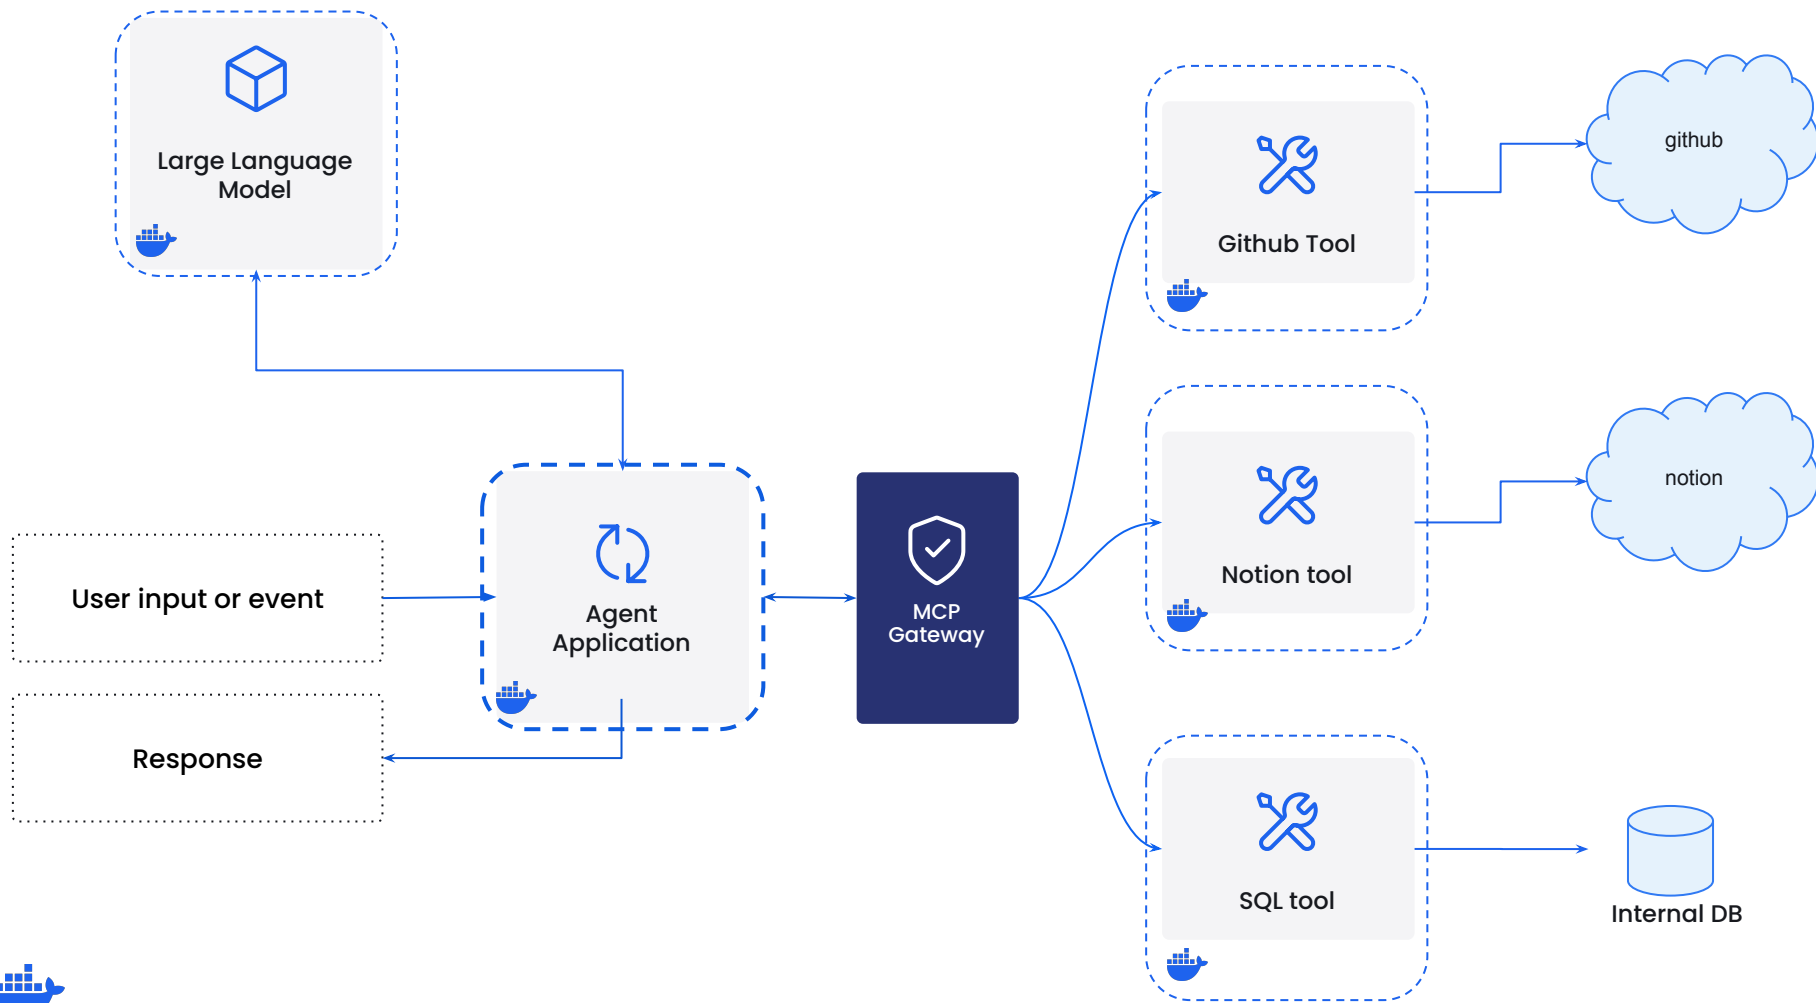 Large Language
Model
Github Tool
github
Notion tool
notion
User input or event
Agent
Application
MCP
Gateway
Response
SQL tool
Internal DB